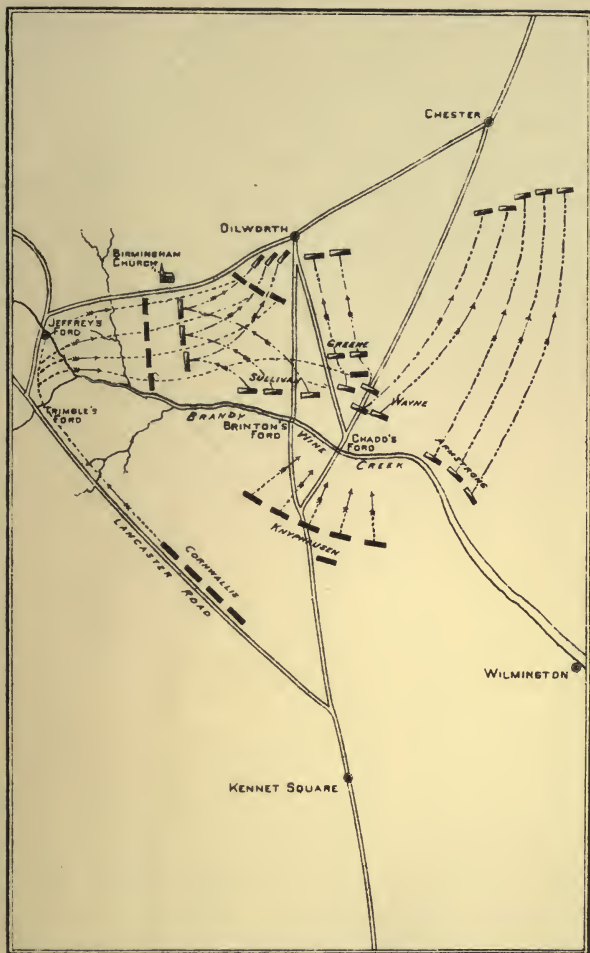 CHESTER
DILWORTH
BIRMINGHAM
CHURCH
JEFFREY'S
FORD
GREENE
SULLIVAN
WAYNE
TRIMBLE'S
FORD
BRANDY
BRINTON'S
FORD
WINE
CHADD'S
FORD
CREEK
ARMSTRONG
KNYPHAUSEN
CORNWALLIS
LANCASTER ROAD
WILMINGTON
KENNET SQUARE